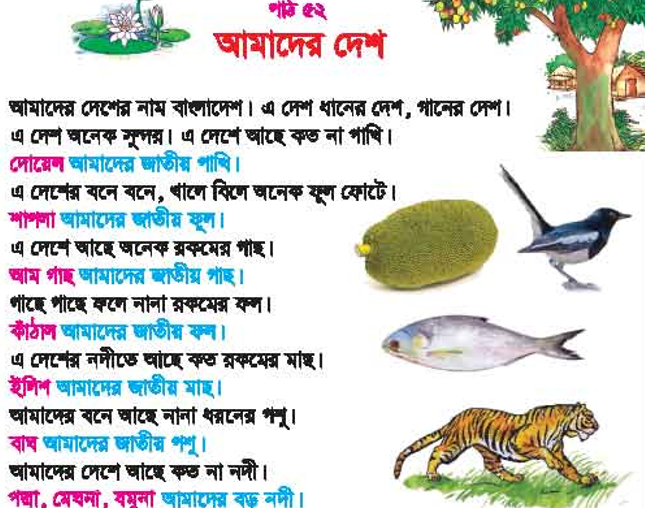 পাঠ ৫২
আমাদের দেশ
আমাদের দেশের নাম বাংলাদেশ। এ দেশ ধানের দেশ, গানের দেশ।
এ দেশ অনেক সুন্দর। এ দেশে আছে কত না পাখি।
দোয়েল আমাদের জাতীয় পাখি।
এ দেশের বনে বনে, খালে বিলে অনেক ফুল ফোটে।
শাপলা আমাদের জাতীয় ফুল।
এ দেশে আছে অনেক রকমের গাছ।
আম গাছ আমাদের জাতীয় গাছ।
গাছে গাছে ফলে নানা রকমের ফল।
কাঁঠাল আমাদের জাতীয় ফল।
এ দেশের নদীতে আছে কত রকমের মাছ।
ইলিশ আমাদের জাতীয় মাছ।
আমাদের বনে আছে নানা ধরনের পশু।
বাঘ আমাদের জাতীয় পশু।
আমাদের দেশে আছে কত না নদী।
পদ্মা, মেঘনা, যমুনা আমাদের বড় নদী।